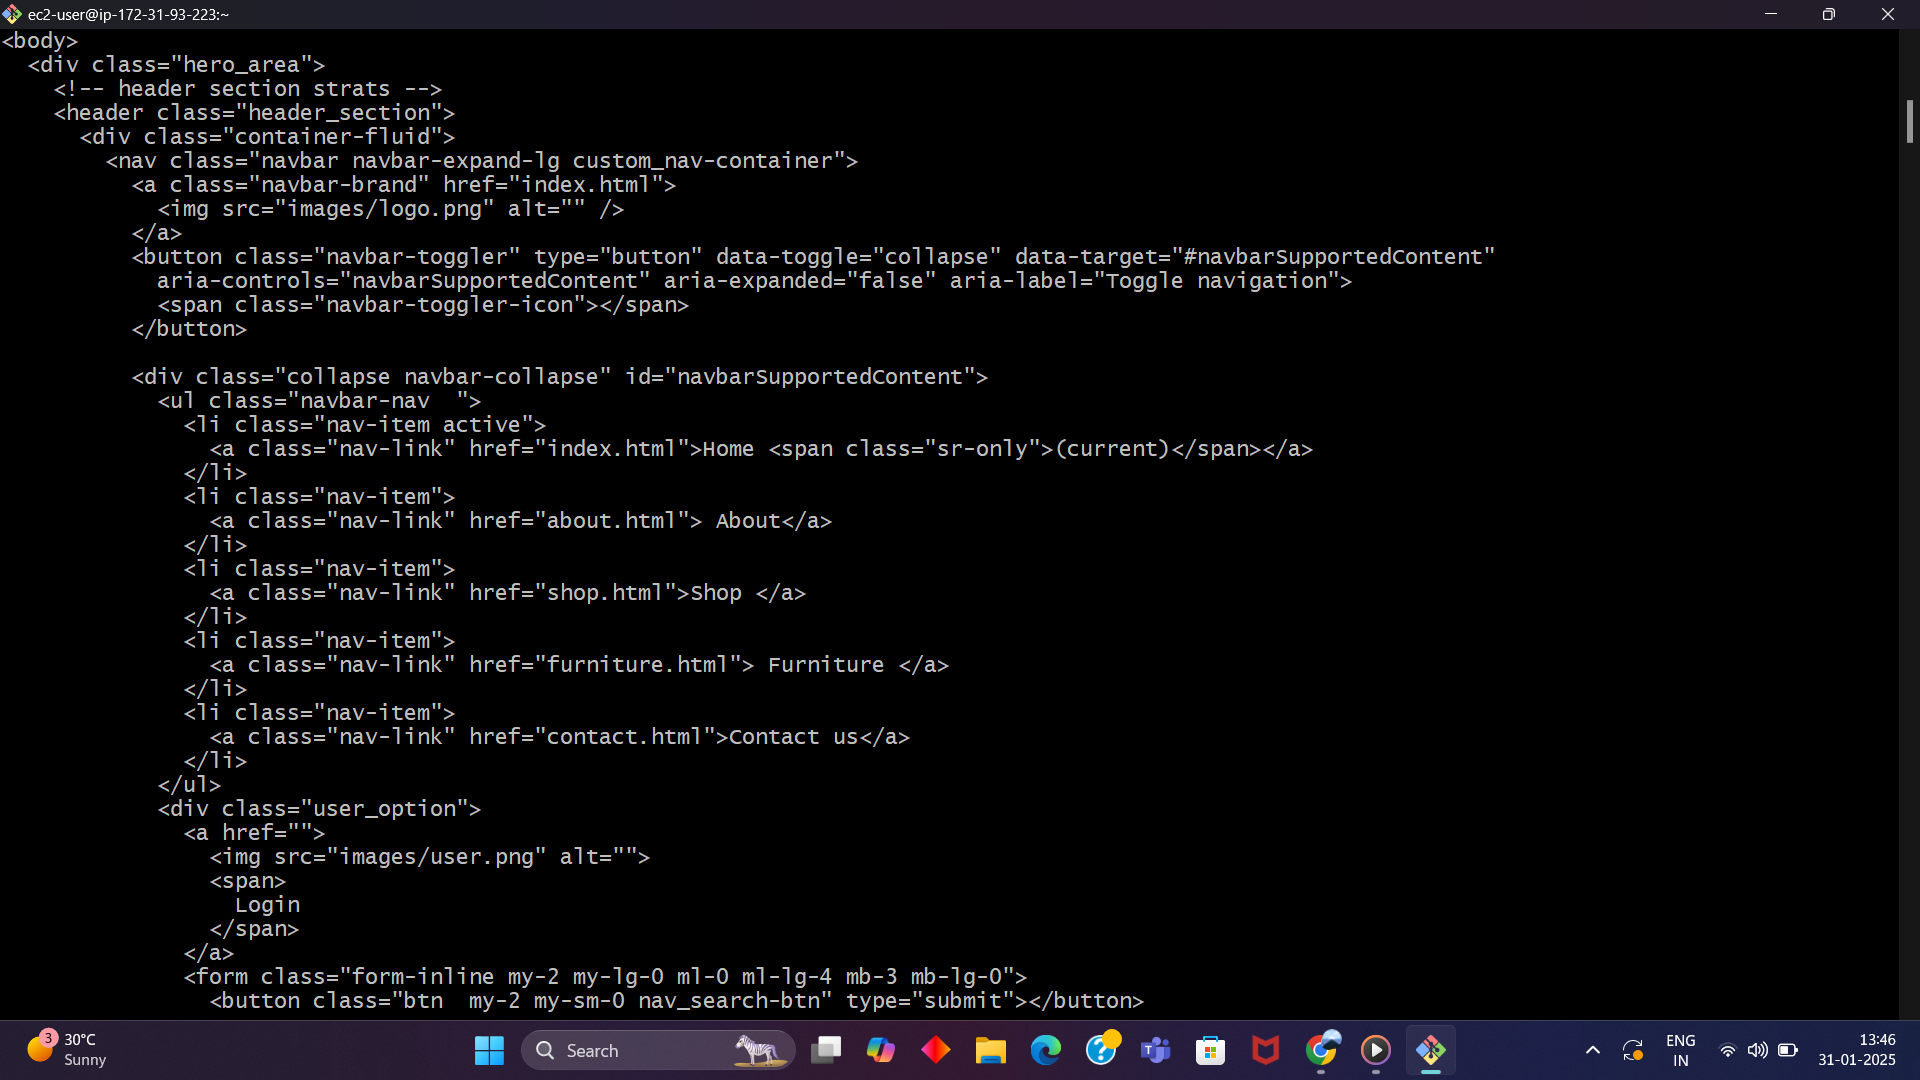 ec2-user@ip-172-31-93-223:~
<body>
  <div class="hero_area">
    <!-- header section strats -->
    <header class="header_section">
      <div class="container-fluid">
        <nav class="navbar navbar-expand-lg custom_nav-container">
          <a class="navbar-brand" href="index.html">
            <img src="images/logo.png" alt="" />
          </a>
          <button class="navbar-toggler" type="button" data-toggle="collapse" data-target="#navbarSupportedContent"
            aria-controls="navbarSupportedContent" aria-expanded="false" aria-label="Toggle navigation">
            <span class="navbar-toggler-icon"></span>
          </button>

          <div class="collapse navbar-collapse" id="navbarSupportedContent">
            <ul class="navbar-nav  ">
              <li class="nav-item active">
                <a class="nav-link" href="index.html">Home <span class="sr-only">(current)</span></a>
              </li>
              <li class="nav-item">
                <a class="nav-link" href="about.html"> About</a>
              </li>
              <li class="nav-item">
                <a class="nav-link" href="shop.html">Shop </a>
              </li>
              <li class="nav-item">
                <a class="nav-link" href="furniture.html"> Furniture </a>
              </li>
              <li class="nav-item">
                <a class="nav-link" href="contact.html">Contact us</a>
              </li>
            </ul>
            <div class="user_option">
              <a href="">
                <img src="images/user.png" alt="">
                <span>
                  Login
                </span>
              </a>
              <form class="form-inline my-2 my-lg-0 ml-0 ml-lg-4 mb-3 mb-lg-0">
                <button class="btn  my-2 my-sm-0 nav_search-btn" type="submit"></button>
3
30°C
Sunny
Search
ENG
IN
13:46
31-01-2025